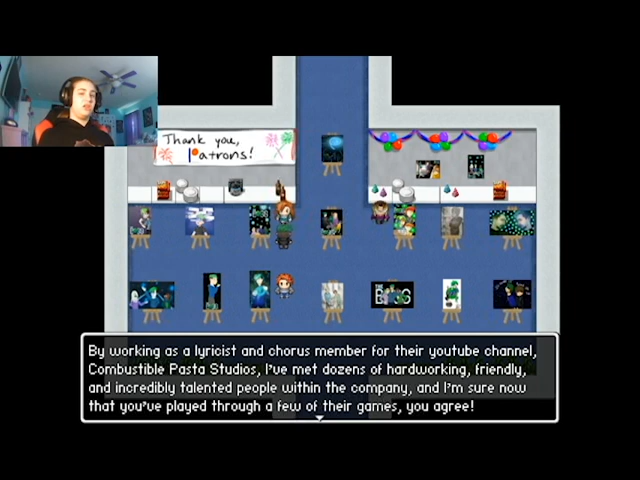 Thank you,
Patrons!
By working as a lyricist and chorus member for their youtube channel,
Combustible Pasta Studios, I've met dozens of hardworking, friendly,
and incredibly talented people within the company, and I'm sure now
that you've played through a few of their games, you agree!